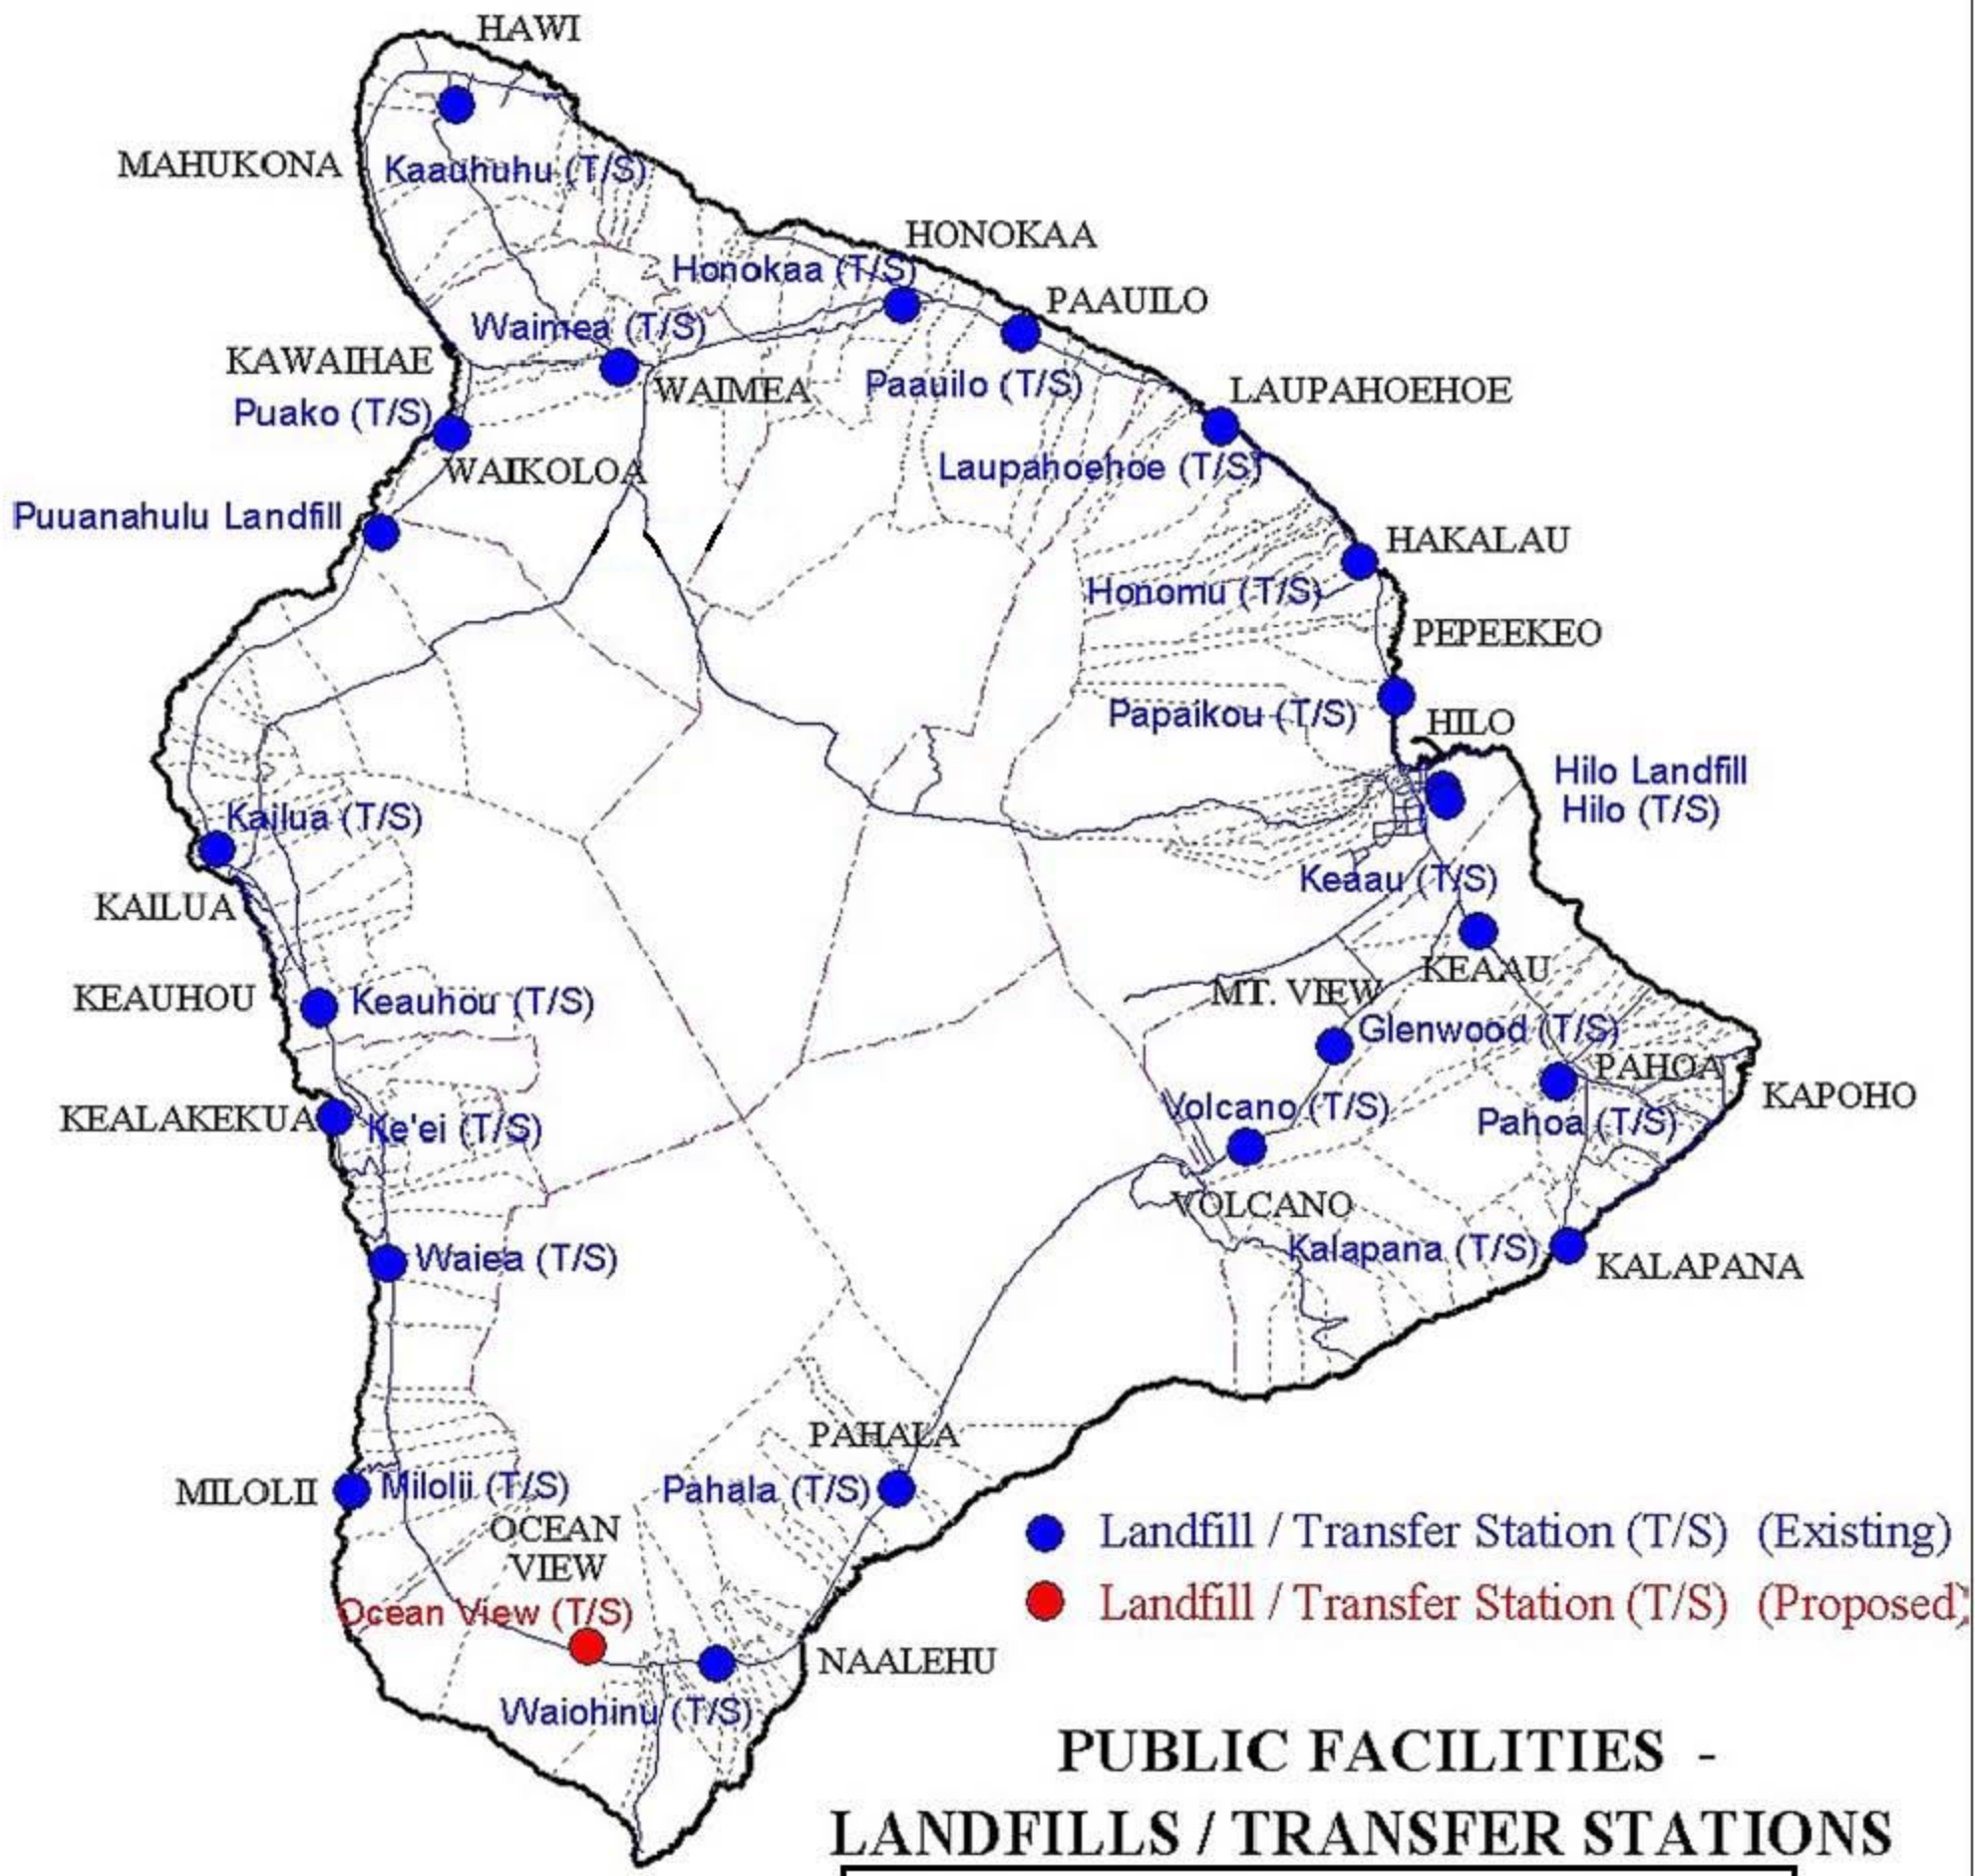 HAWI
MAHUKONA
Kaauhuhu (T/S)
HONOKAA
Honokaa (T/S)
PAAUILO
Waimea (T/S)
KAWAIHAE
WAIMEA
Paauilo (T/S)
LAUPAHOEHOE
Puako (T/S)
WAIKOLOA
Laupahoehoe (T/S)
Puuanahulu Landfill
HAKALAU
Honomu (T/S)
PEPEEKEO
Papaikou (T/S)
HILO
Hilo Landfill
Hilo (T/S)
Kailua (T/S)
Keaau (T/S)
KAILUA
KEAAU
MT. VIEW
KEAUHOU
Keauhou (T/S)
Glenwood (T/S)
PAHOA
KAPOHO
Volcano (T/S)
KEALAKEKUA
Ke'ei (T/S)
Pahoa (T/S)
VOLCANO
Kalapana (T/S)
KALAPANA
Waiea (T/S)
PAHALA
MILOLII
Milolii (T/S)
Pahala (T/S)
OCEAN
VIEW
Landfill / Transfer Station (T/S) (Existing)
Ocean View (T/S)
Landfill / Transfer Station (T/S) (Proposed)
NAALEHU
Waiohinu (T/S)
PUBLIC FACILITIES -
LANDFILLS / TRANSFER STATIONS